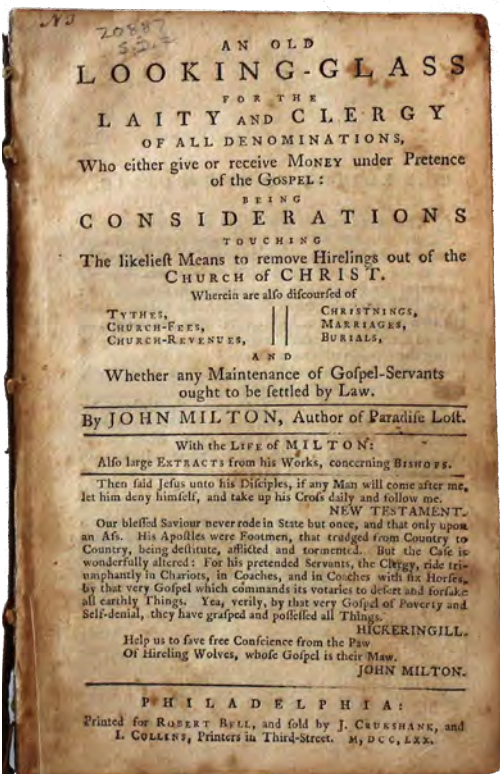 N J
20887
S.D.2
AN OLD
LOOKING-GLASS
FOR THE
LAITY AND CLERGY
OF ALL DENOMINATIONS,
Who either give or receive MONEY under Pretence
of the GOSPEL:
BEING
CONSIDERATIONS
TOUCHING
The likelieſt Means to remove Hirelings out of the
CHURCH of CHRIST.
Wherein are alſo diſcourſed of
TYTHES, CHRISTNINGS,
CHURCH-FEES, MARRIAGES,
CHURCH-REVENUES, BURIALS,
AND
Whether any Maintenance of Goſpel-Servants
ought to be ſettled by Law.
By JOHN MILTON, Author of Paradiſe Loſt.
With the LIFE of MILTON:
Alſo large EXTRACTS from his Works, concerning BISHOPS.
Then ſaid Jeſus unto his Diſciples, if any Man will come after me,
let him deny himſelf, and take up his Croſs daily and follow me.
NEW TESTAMENT.
Our bleſſed Saviour never rode in State but once, and that only upon
an Aſs. His Apoſtles were Footmen, that trudged from Country to
Country, being deſtitute, afflicted and tormented. But the Caſe is
wonderfully altered: For his pretended Servants, the Clergy, ride tri-
umphantly in Chariots, in Coaches, and in Coaches with ſix Horſes,
by that very Goſpel which commands its votaries to deſert and forſake
all earthly Things. Yea, verily, by that very Goſpel of Poverty and
Self-denial, they have graſped and poſſeſſed all Things.
HICKERINGILL.
Help us to ſave free Conſcience from the Paw
Of Hireling Wolves, whoſe Goſpel is their Maw.
JOHN MILTON.
PHILADELPHIA:
Printed for ROBERT BELL, and ſold by J. CRUKSHANK, and
I. COLLINS, Printers in Third-Street. M,DCC,LXX.